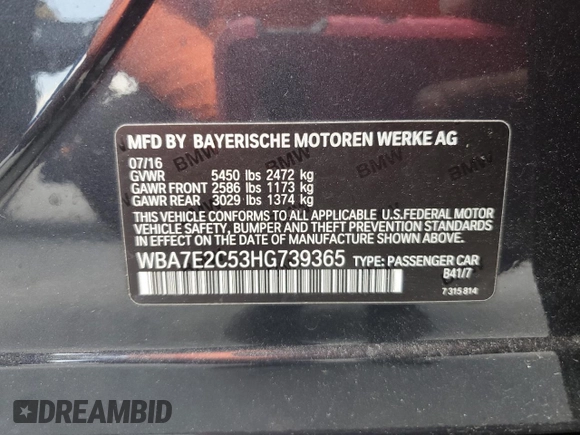 MFD BY BAYERISCHE MOTOREN WERKE AG
07/16
GVWR 5450 lbs 2472 kg
GAWR FRONT 2586 lbs 1173 kg
GAWR REAR 3029 lbs 1374 kg
THIS VEHICLE CONFORMS TO ALL APPLICABLE U.S.FEDERAL MOTOR
VEHICLE SAFETY, BUMPER AND THEFT PREVENTION
STANDARDS IN EFFECT ON THE DATE OF MANUFACTURE
WBA7E2C53HG739365 TYPE: PASSENGER CAR
B41/7
7 315 814
BMW BMW BMW
DREAMBID